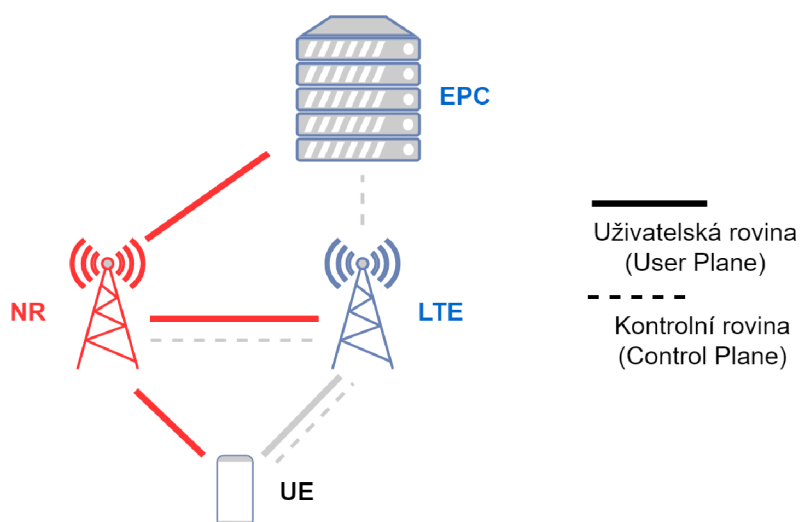 EPC
Uživatelská rovina
(User Plane)
NR
LTE
Kontrolní rovina
(Control Plane)
UE